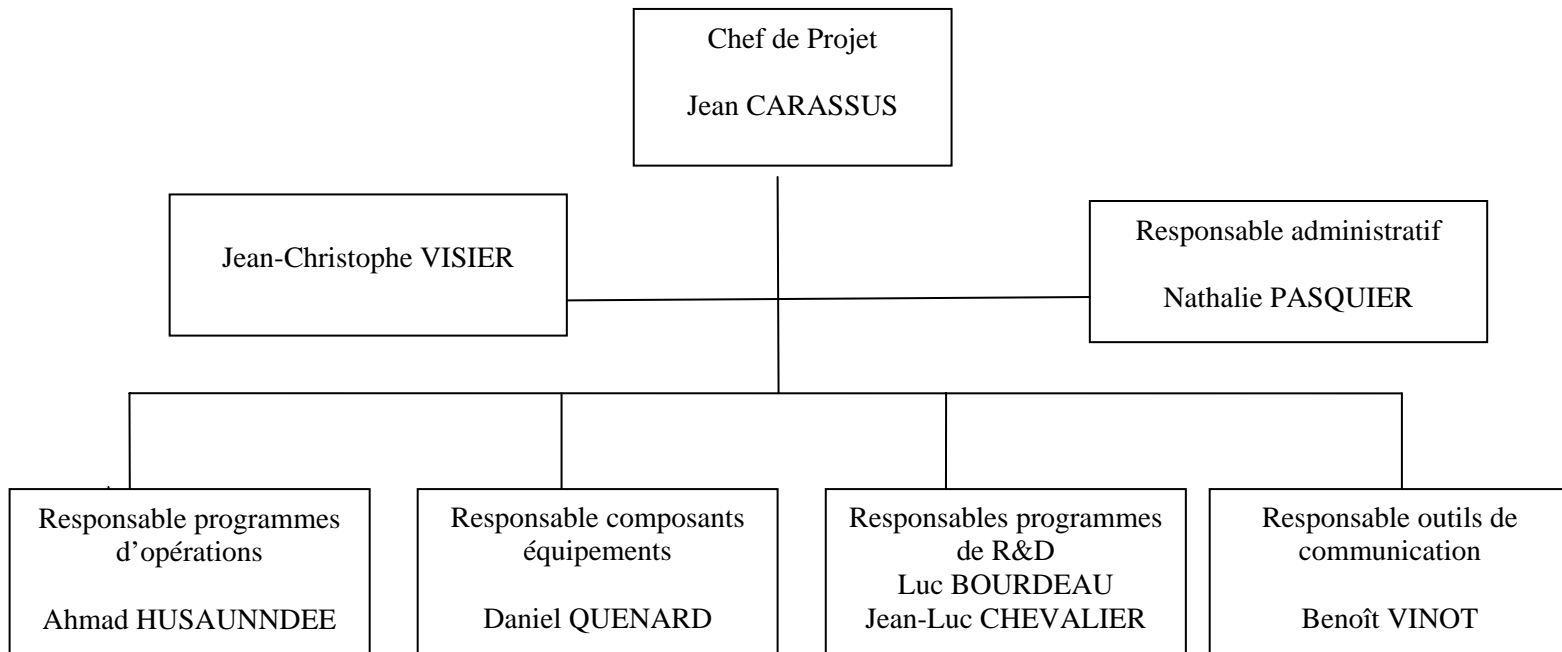 Chef de Projet
Jean CARASSUS
Jean-Christophe VISIER
Responsable administratif
Nathalie PASQUIER
Responsable programmes
d’opérations
Ahmad HUSAUNNDEE
Responsable composants
équipements
Daniel QUENARD
Responsables programmes
de R&D
Luc BOURDEAU
Jean-Luc CHEVALIER
Responsable outils de
communication
Benoît VINOT